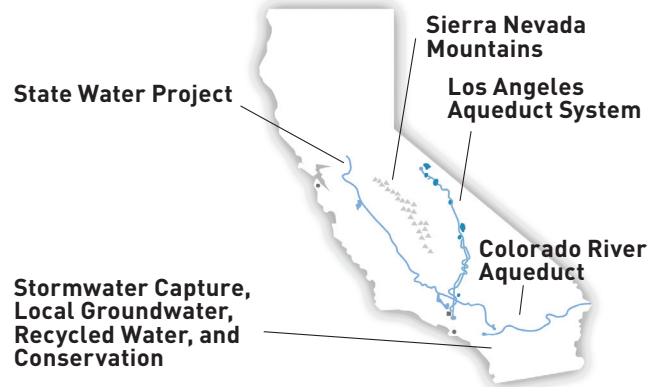 Sierra Nevada
Mountains
State Water Project
Los Angeles
Aqueduct System
Colorado River
Aqueduct
Stormwater Capture,
Local Groundwater,
Recycled Water, and
Conservation